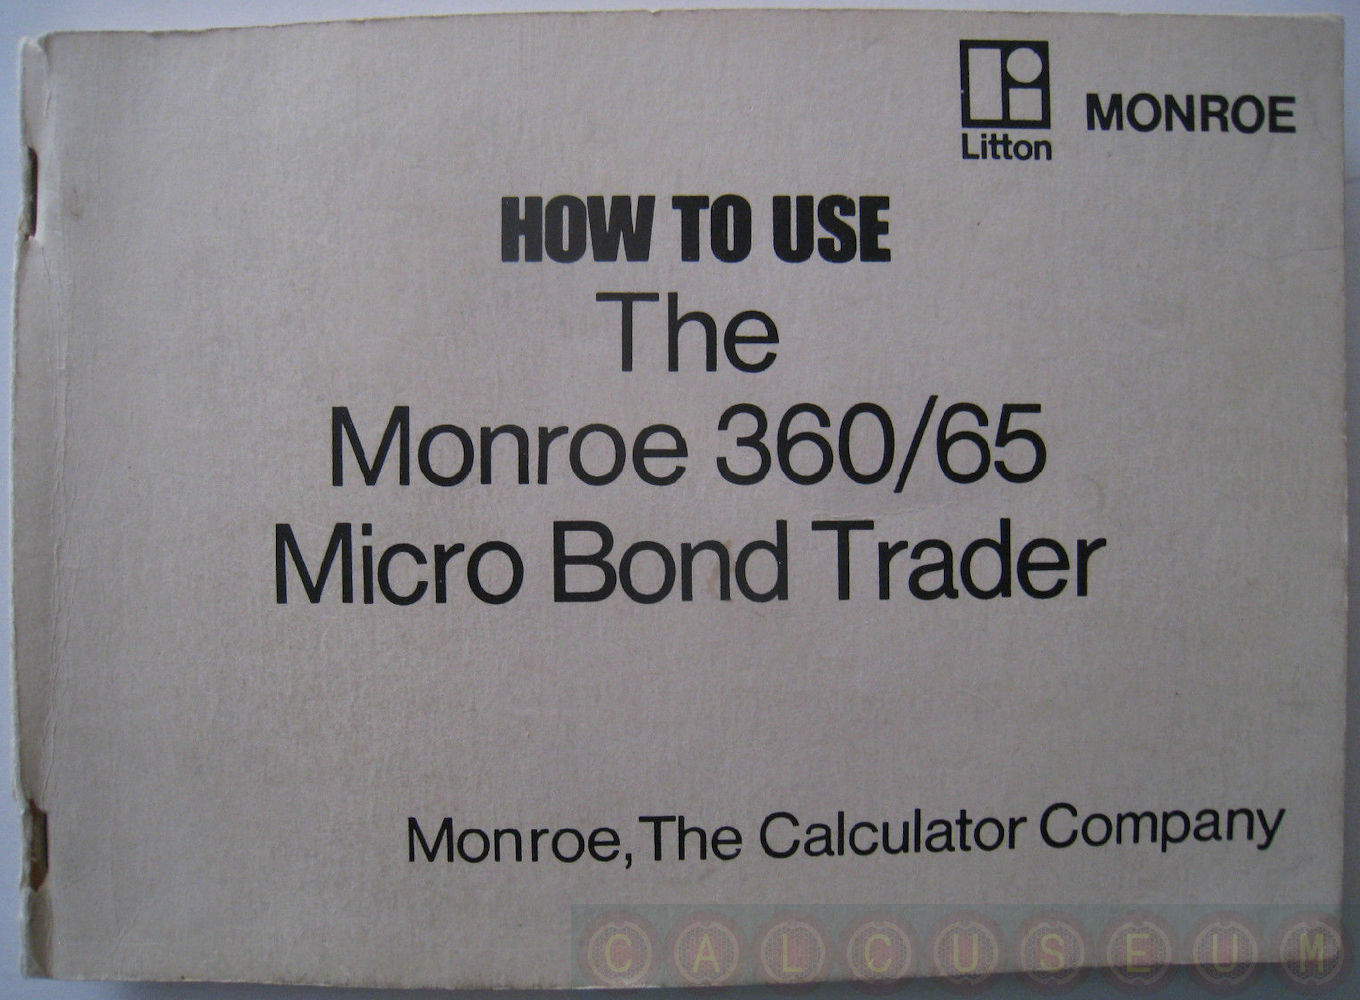 Litton
MONROE
HOW TO USE
The
Monroe 360/65
Micro Bond Trader
Monroe, The Calculator Company
CALCUSEUM